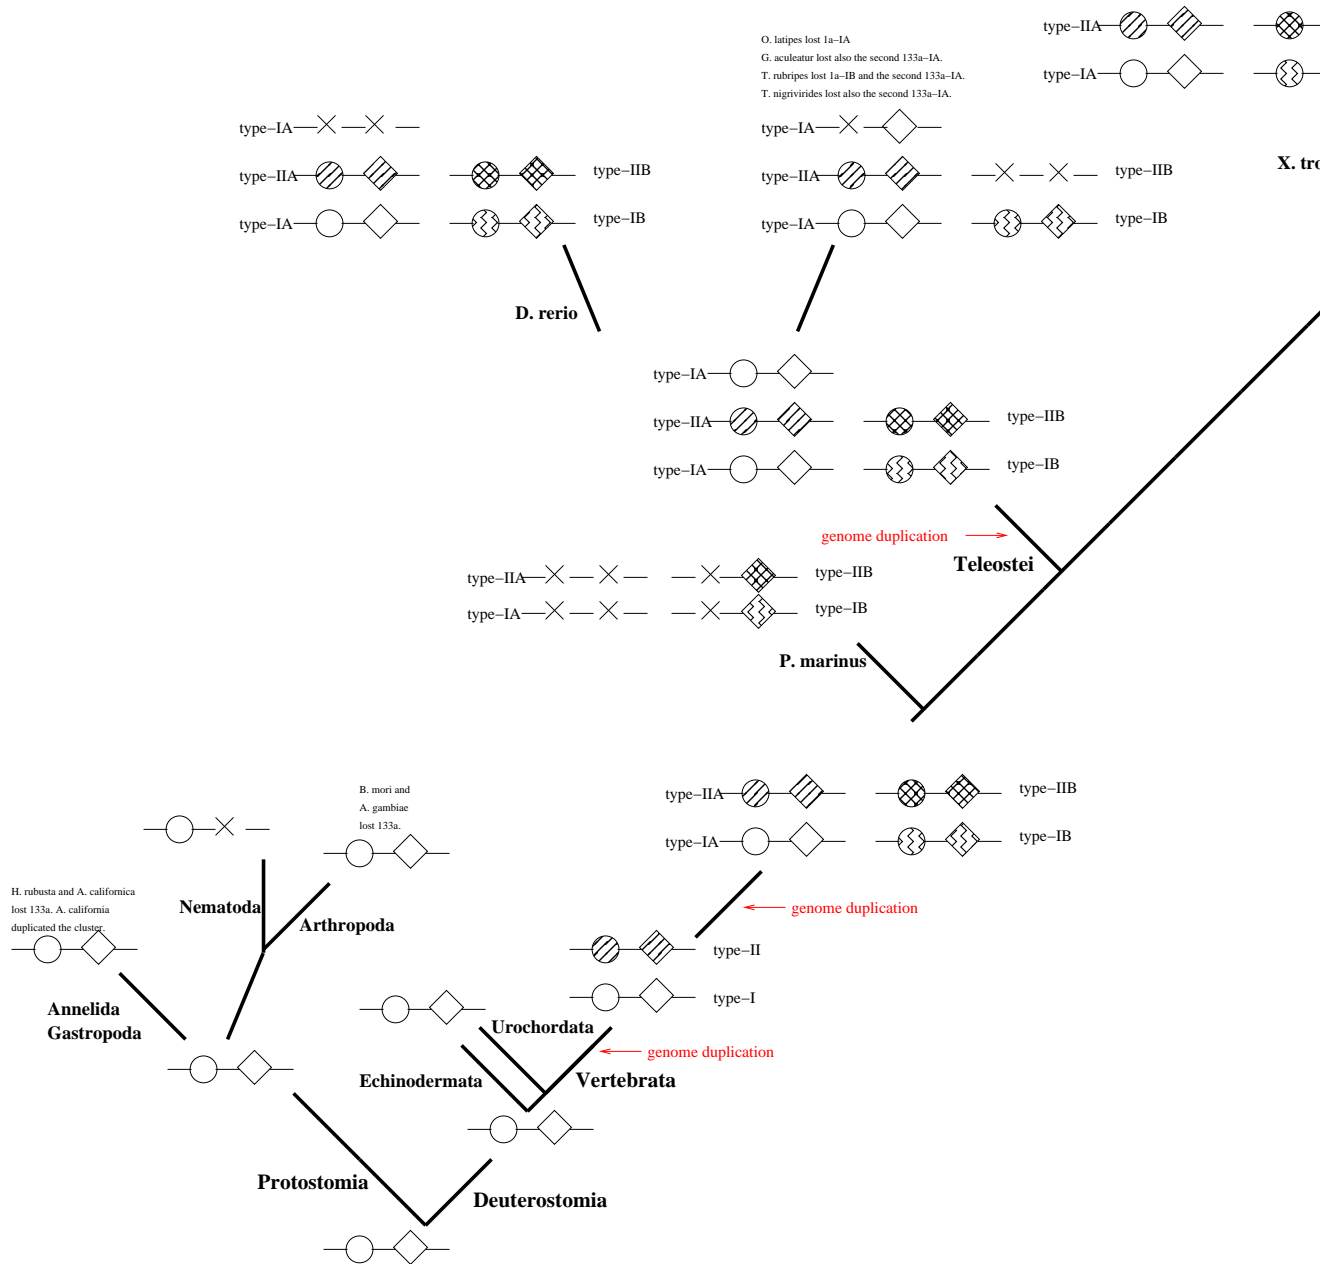 type-IIA
type-IA
X. tro
O. latipes lost 1a-IA
G. aculeatur lost also the second 133a-IA.
T. rubripes lost 1a-IB and the second 133a-IA.
T. nigrivirides lost also the second 133a-IA.
type-IA
type-IIA
type-IIB
type-IA
type-IB
type-IA
type-IIA
type-IIB
type-IA
type-IB
D. rerio
type-IA
type-IIA
type-IIB
type-IA
type-IB
genome duplication
Teleostei
type-IIA
type-IIB
type-IA
type-IB
P. marinus
type-IIA
type-IIB
type-IA
type-IB
genome duplication
B. mori and
A. gambiae
lost 133a.
H. rubusta and A. californica
lost 133a. A. california
duplicated the cluster.
Nematoda
Arthropoda
Annelida
Gastropoda
type-II
type-I
Urochordata
genome duplication
Echinodermata
Vertebrata
Protostomia
Deuterostomia